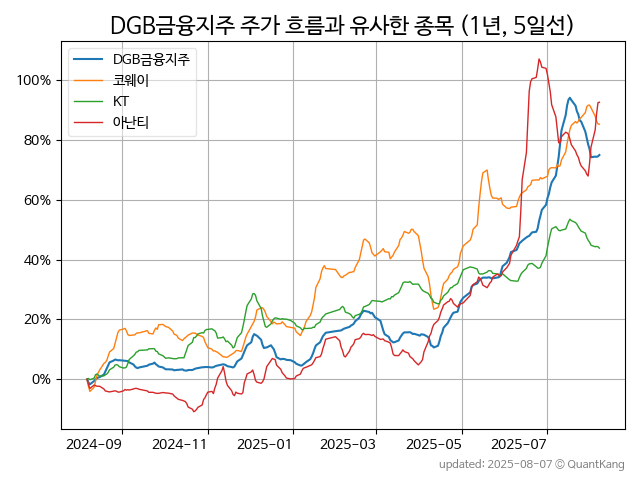 DGB금융지주 주가 흐름과 유사한 종목 (1년, 5일선)
DGB금융지주
코웨이
KT
아난티
100%
80%
60%
40%
20%
0%
2024-09
2024-11
2025-01
2025-03
2025-05
2025-07
updated: 2025-08-07 © QuantKang